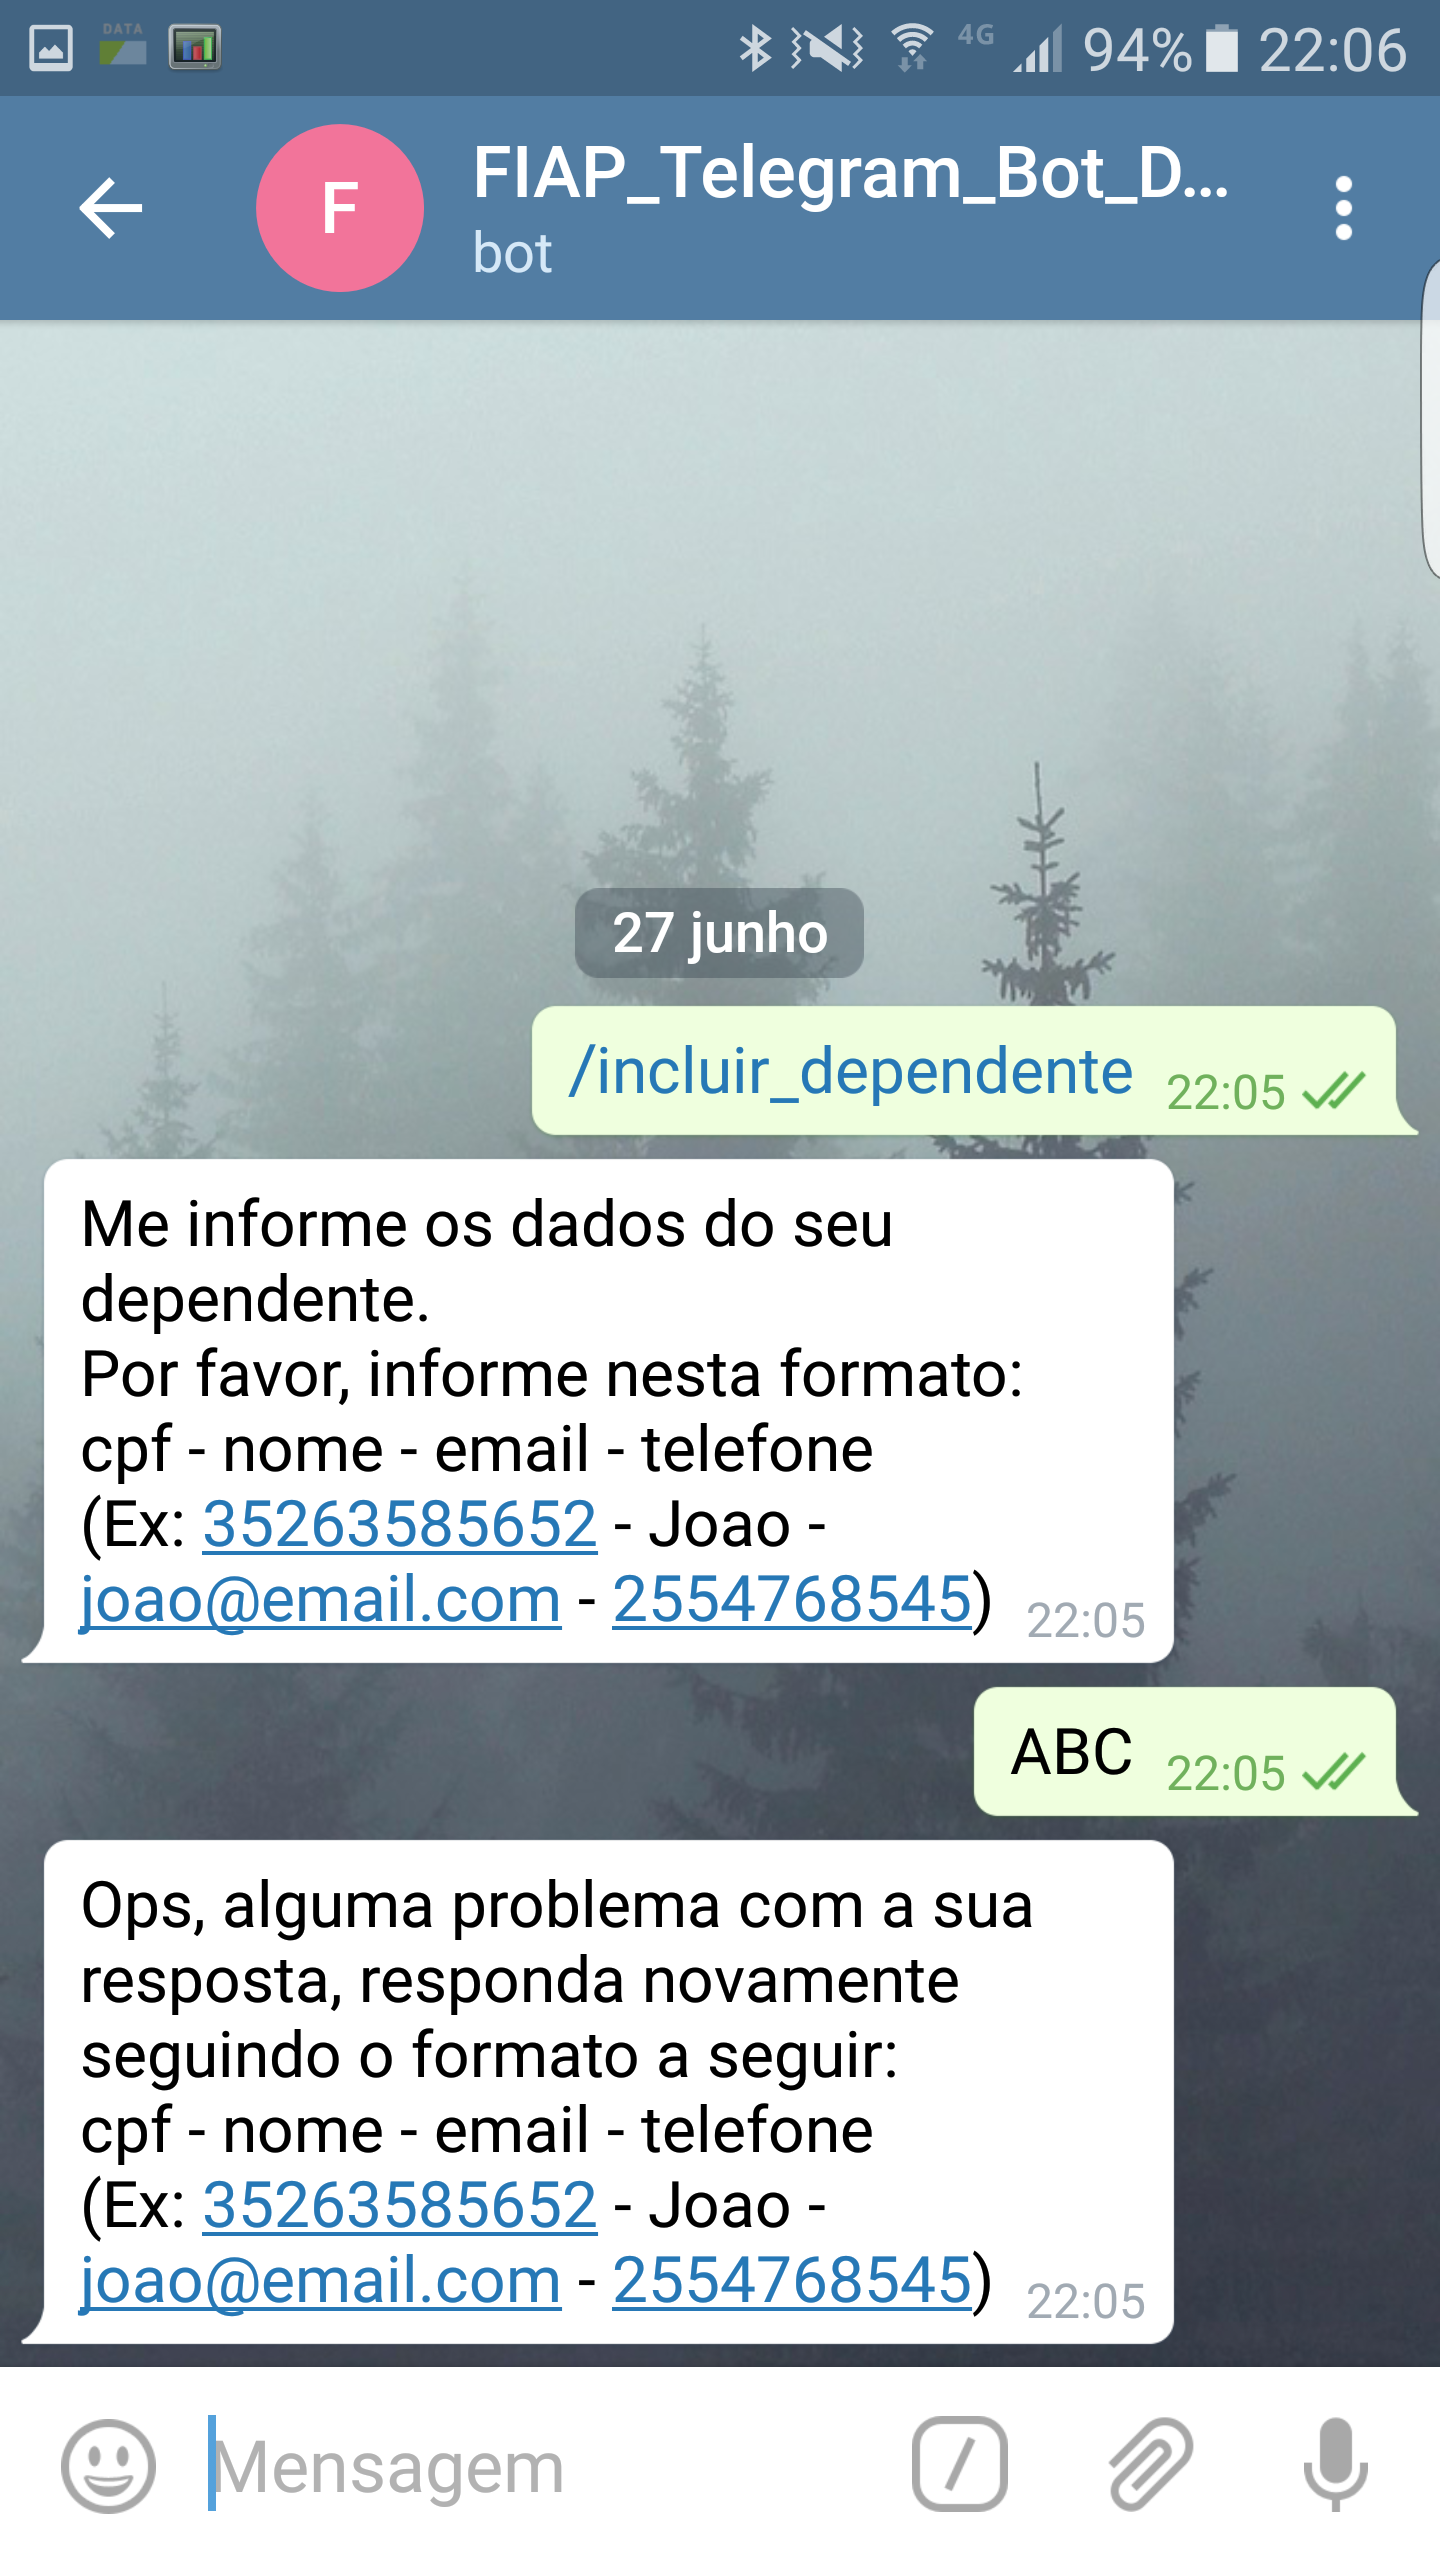 DATA
4G 94% 22:06
F
FIAP_Telegram_Bot_D...
bot
27 junho
/incluir_dependente 22:05
Me informe os dados do seu
dependente.
Por favor, informe nesta formato:
cpf - nome - email - telefone
(Ex: 35263585652 - Joao -
joao@email.com - 2554768545) 22:05
ABC 22:05
Ops, alguma problema com a sua
resposta, responda novamente
seguindo o formato a seguir:
cpf - nome - email - telefone
(Ex: 35263585652 - Joao -
joao@email.com - 2554768545) 22:05
Mensagem